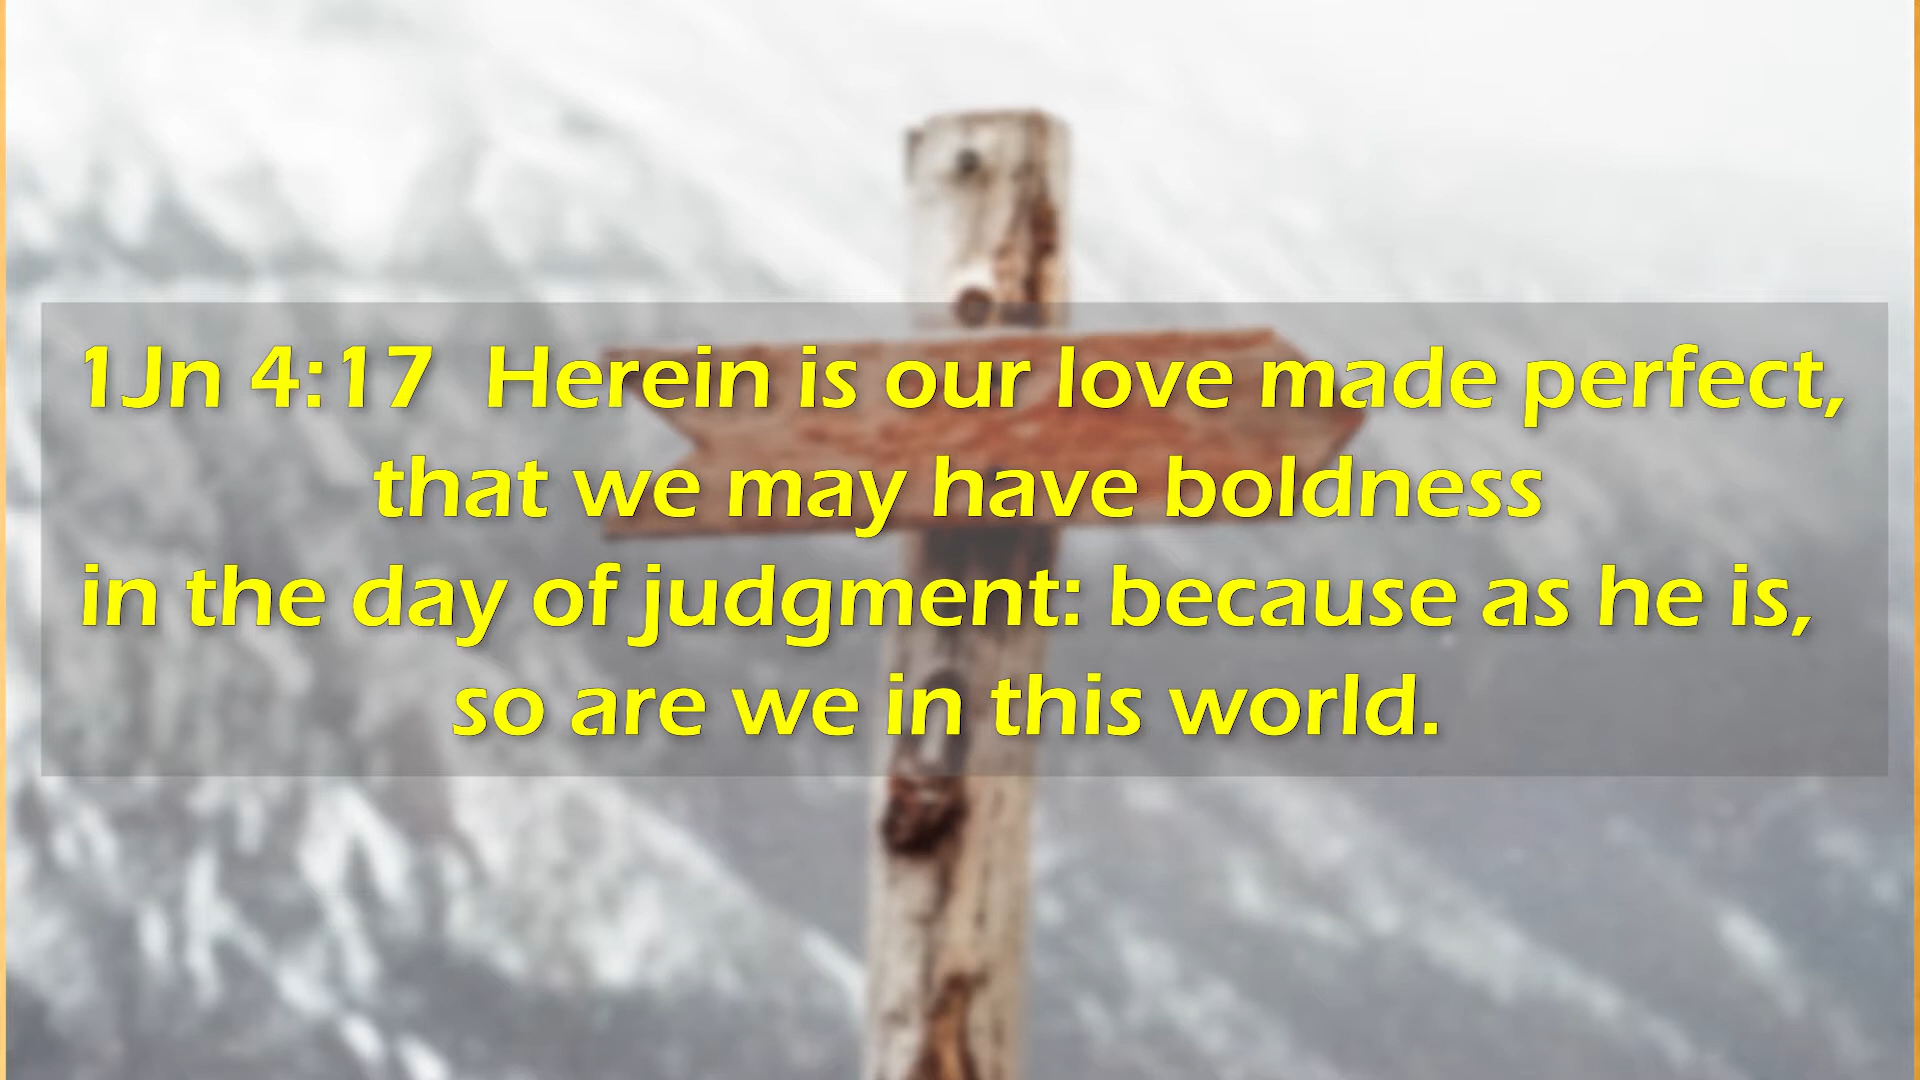 1Jn 4:17  Herein is our love made perfect,
that we may have boldness
in the day of judgment: because as he is,
so are we in this world.